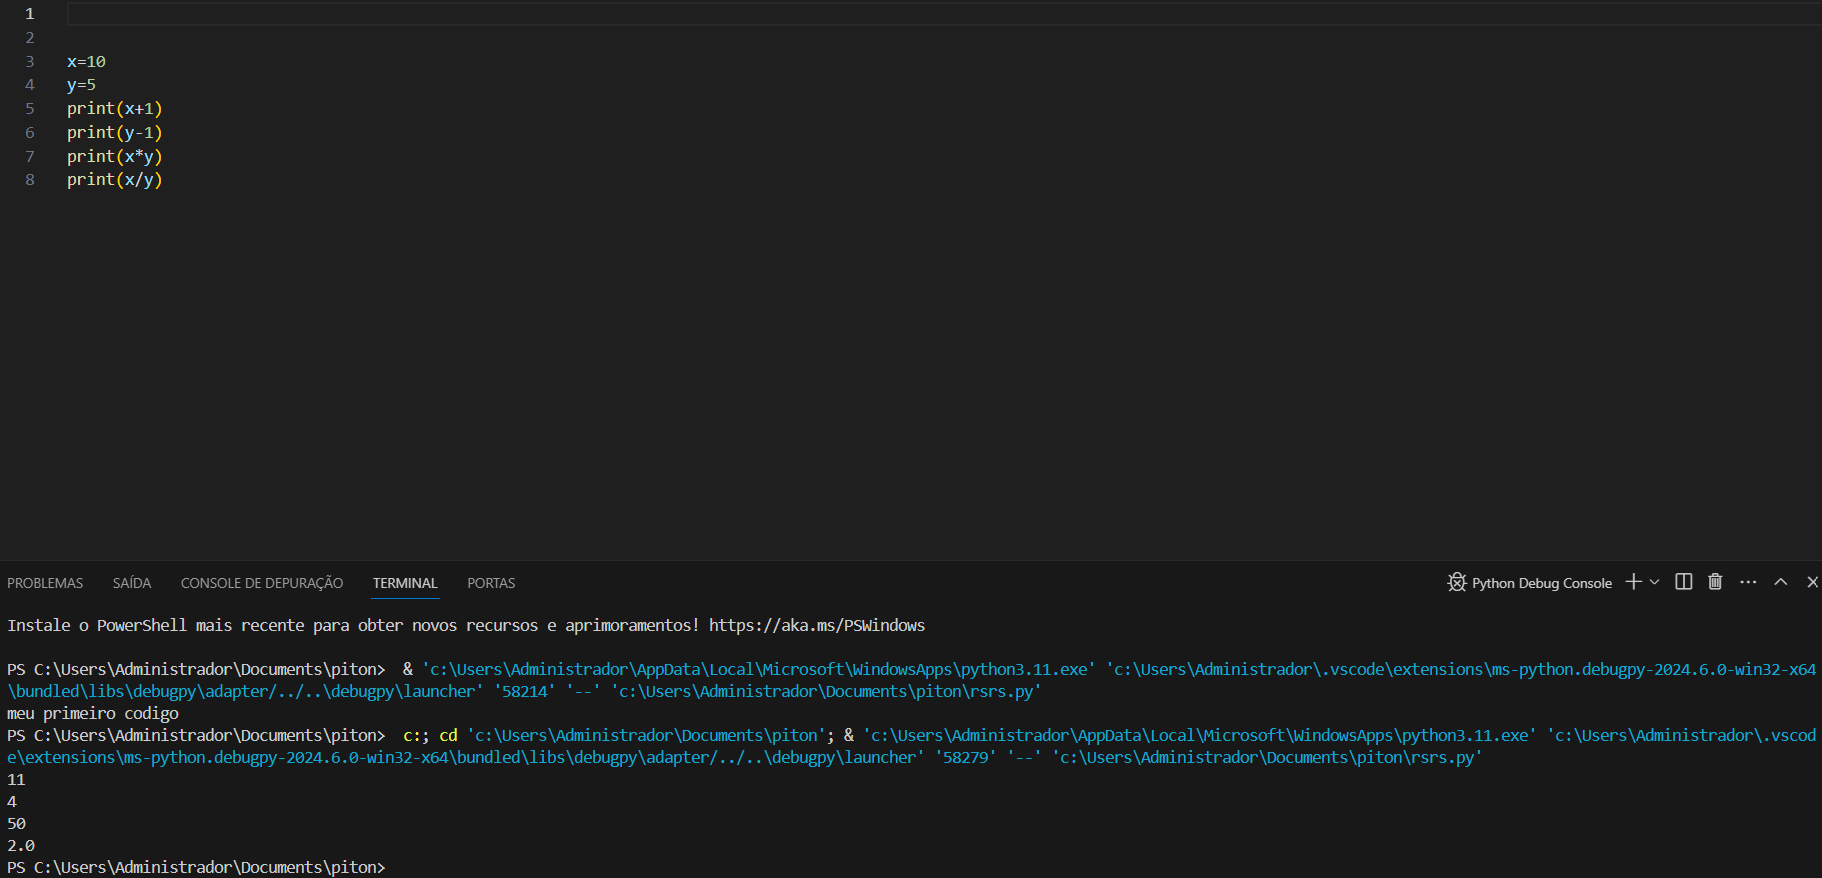 1
2
3 x=10
4 y=5
5 print(x+1)
6 print(y-1)
7 print(x*y)
8 print(x/y)
PROBLEMAS SAÍDA CONSOLE DE DEPURAÇÃO TERMINAL PORTAS Python Debug Console
Instale o PowerShell mais recente para obter novos recursos e aprimoramentos! https://aka.ms/PSWindows
PS C:\Users\Administrador\Documents\piton>  & 'c:\Users\Administrador\AppData\Local\Microsoft\WindowsApps\python3.11.exe' 'c:\Users\Administrador\.vscode\extensions\ms-python.debugpy-2024.6.0-win32-x64
\bundled\libs\debugpy\adapter/../..\debugpy\launcher' '58214' '--' 'c:\Users\Administrador\Documents\piton\rsrs.py'
meu primeiro codigo
PS C:\Users\Administrador\Documents\piton>  c:; cd 'c:\Users\Administrador\Documents\piton'; & 'c:\Users\Administrador\AppData\Local\Microsoft\WindowsApps\python3.11.exe' 'c:\Users\Administrador\.vscod
e\extensions\ms-python.debugpy-2024.6.0-win32-x64\bundled\libs\debugpy\adapter/../..\debugpy\launcher' '58279' '--' 'c:\Users\Administrador\Documents\piton\rsrs.py'
11
4
50
2.0
PS C:\Users\Administrador\Documents\piton>